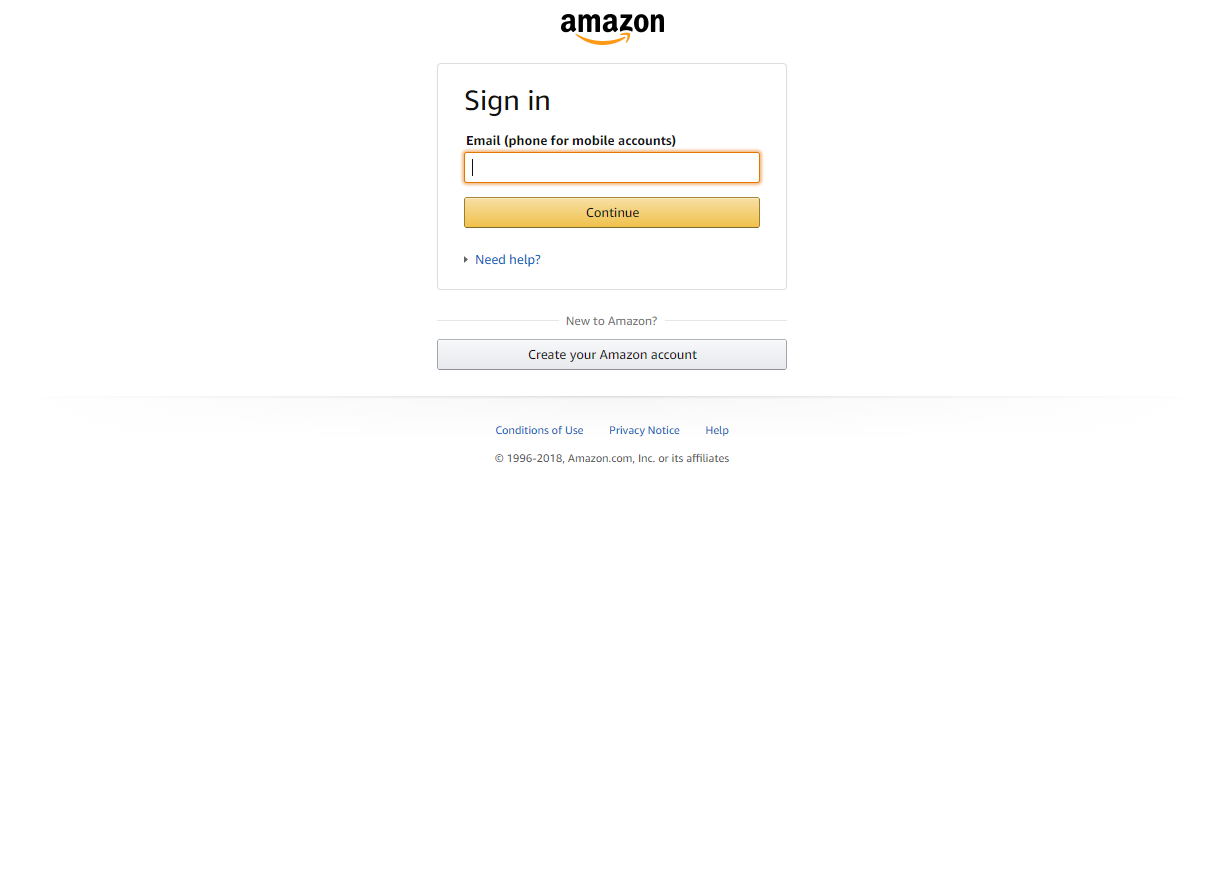 amazon
Sign in
Email (phone for mobile accounts)
Continue
Need help?
New to Amazon?
Create your Amazon account
Conditions of Use Privacy Notice Help
© 1996-2018, Amazon.com, Inc. or its affiliates